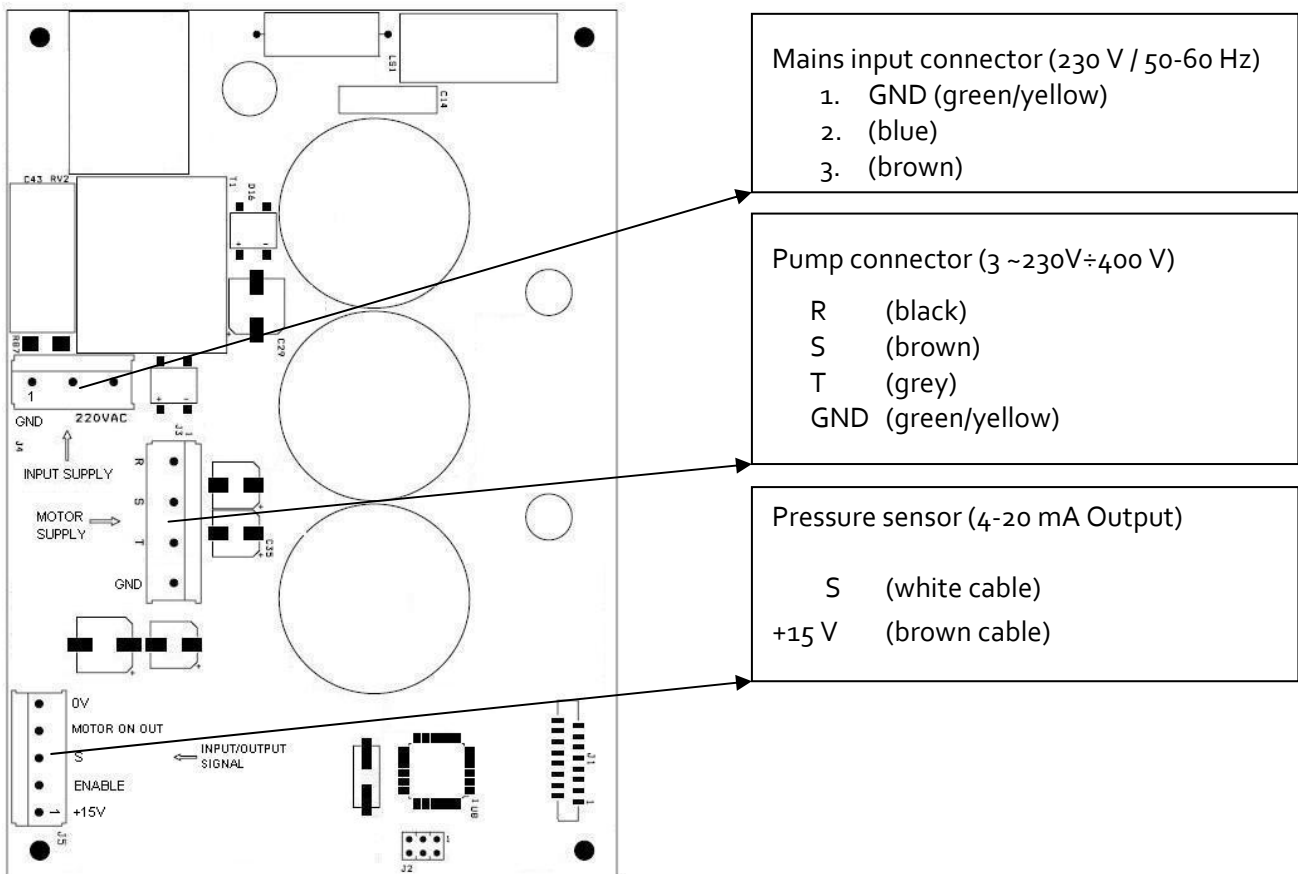 LS1
C14
C43 RV2
T1
D16
R87
C29
1
GND
220VAC
J4
INPUT SUPPLY
J3
1
R
S
T
GND
MOTOR
SUPPLY
C35
0V
MOTOR ON OUT
S
ENABLE
1 +15V
J5
INPUT/OUTPUT
SIGNAL
1 U8
J1
1
1
J2
+ -
+
+ -
+
+
+
+
Mains input connector (230 V / 50-60 Hz)
1. GND (green/yellow)
2. (blue)
3. (brown)
Pump connector (3 ~230V÷400 V)
R (black)
S (brown)
T (grey)
GND (green/yellow)
Pressure sensor (4-20 mA Output)
S (white cable)
+15 V (brown cable)